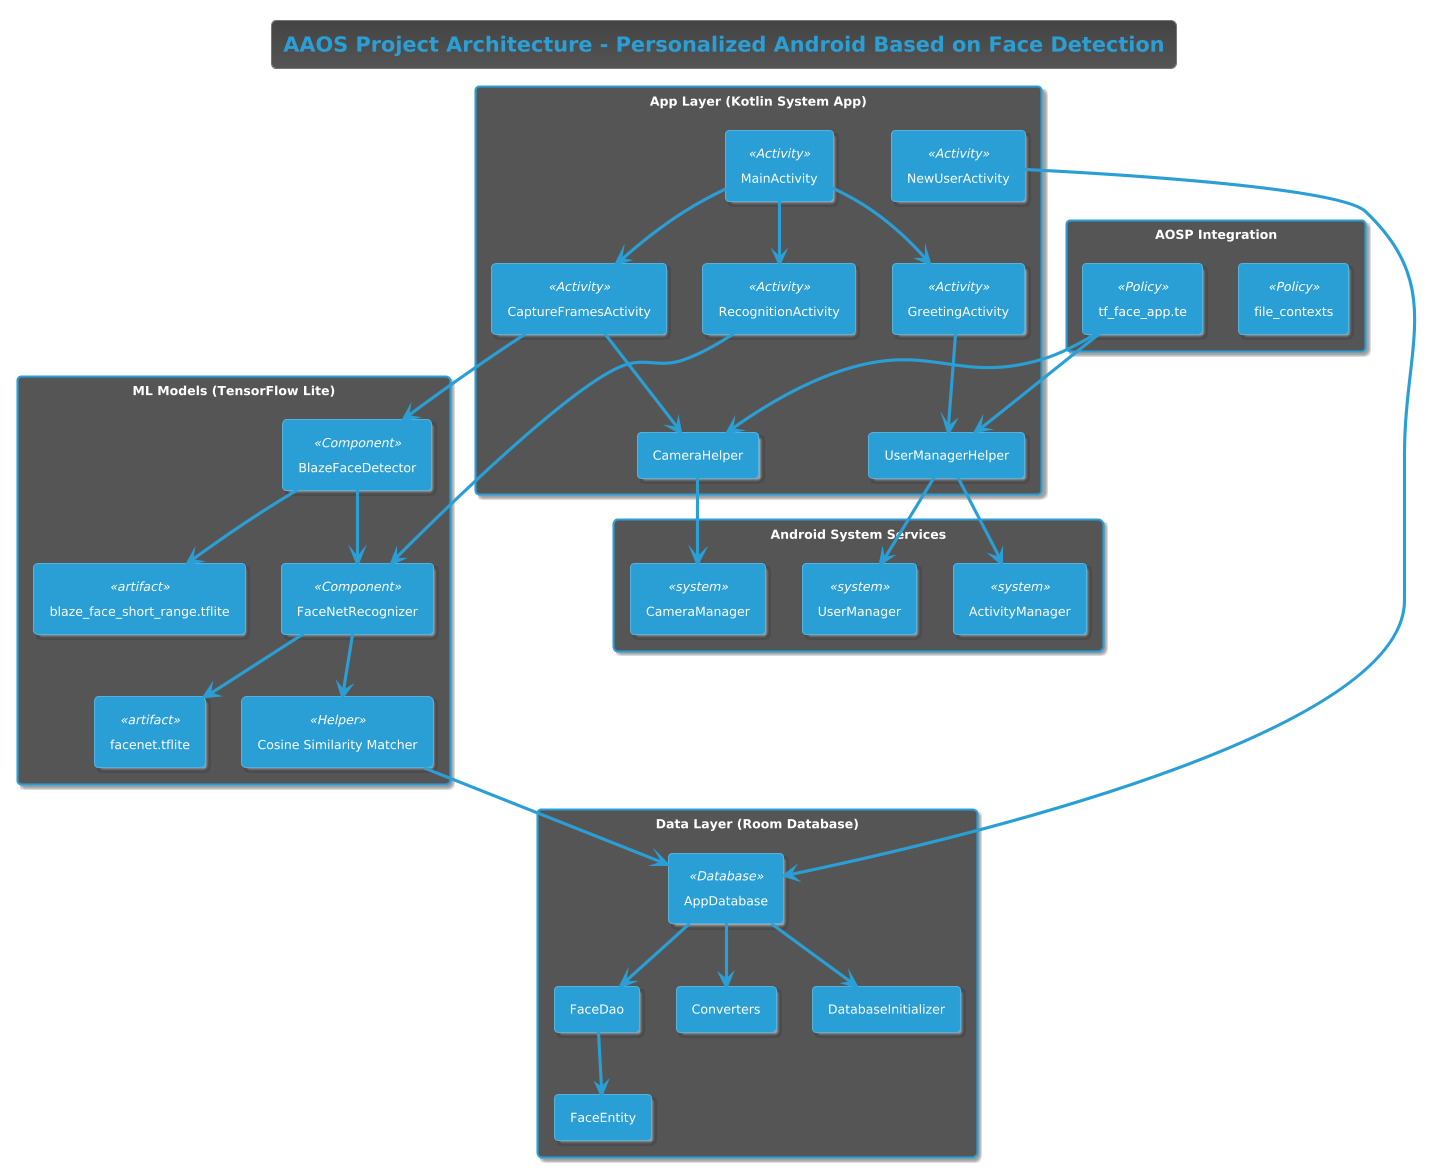 AAOS Project Architecture - Personalized Android Based on Face Detection
App Layer (Kotlin System App)
«Activity»
MainActivity
«Activity»
NewUserActivity
«Activity»
CaptureFramesActivity
«Activity»
RecognitionActivity
«Activity»
GreetingActivity
CameraHelper
UserManagerHelper
AOSP Integration
«Policy»
tf_face_app.te
«Policy»
file_contexts
ML Models (TensorFlow Lite)
«Component»
BlazeFaceDetector
«artifact»
blaze_face_short_range.tflite
«Component»
FaceNetRecognizer
«artifact»
facenet.tflite
«Helper»
Cosine Similarity Matcher
Android System Services
«system»
CameraManager
«system»
UserManager
«system»
ActivityManager
Data Layer (Room Database)
«Database»
AppDatabase
FaceDao
Converters
DatabaseInitializer
FaceEntity